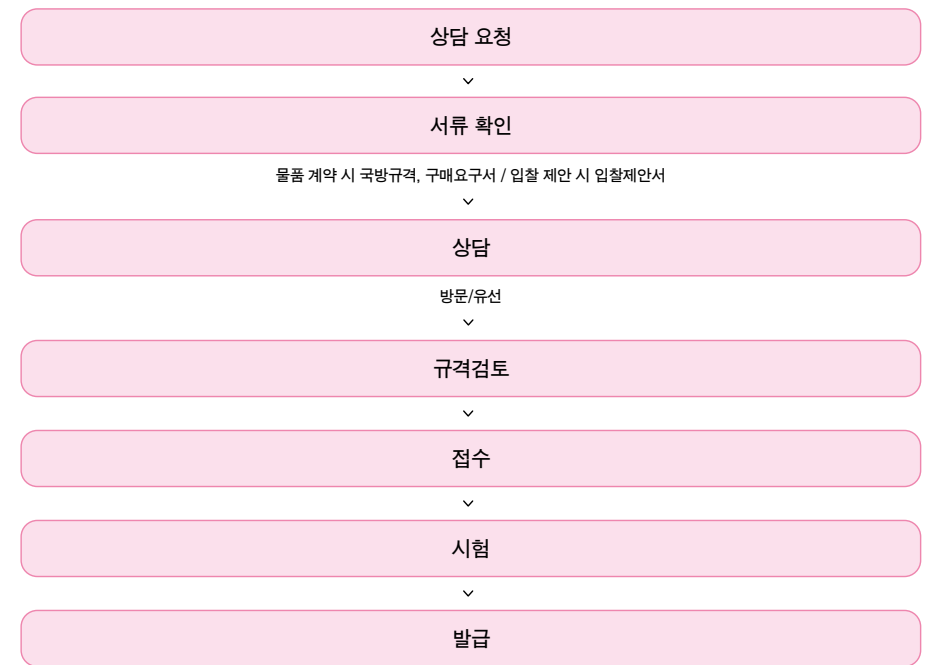 상담 요청
서류 확인
물품 계약 시 국방규격, 구매요구서 / 입찰 제안 시 입찰제안서
상담
방문/유선
규격검토
접수
시험
발급